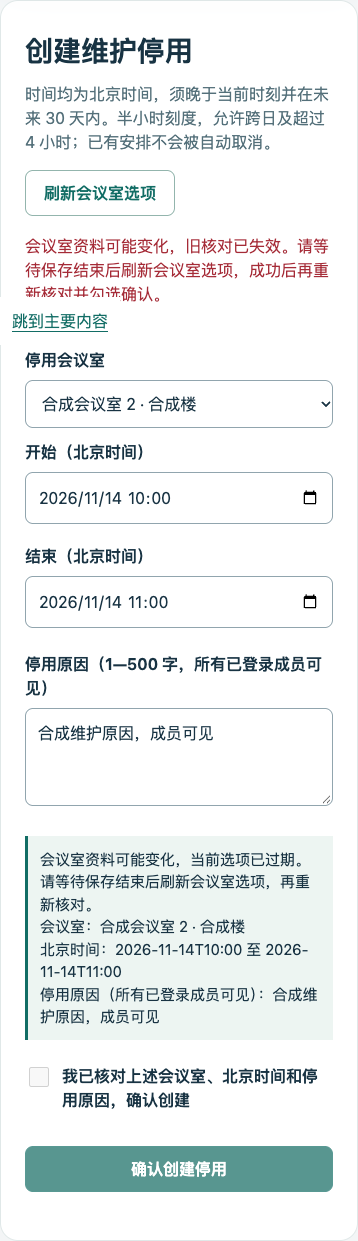 创建维护停用
时间均为北京时间，须晚于当前时刻并在未
来 30 天内。半小时刻度，允许跨日及超过
4 小时；已有安排不会被自动取消。
刷新会议室选项
会议室资料可能变化，旧核对已失效。请等
待保存结束后刷新会议室选项，成功后再重
新核对并勾选确认。
跳到主要内容
停用会议室
合成会议室 2 · 合成楼
开始（北京时间）
2026/11/14 10:00
结束（北京时间）
2026/11/14 11:00
停用原因（1—500 字，所有已登录成员可
见）
合成维护原因，成员可见
会议室资料可能变化，当前选项已过期。
请等待保存结束后刷新会议室选项，再重
新核对。
会议室：合成会议室 2 · 合成楼
北京时间：2026-11-14T10:00 至 2026-
11-14T11:00
停用原因（所有已登录成员可见）：合成维
护原因，成员可见
我已核对上述会议室、北京时间和停
用原因，确认创建
确认创建停用